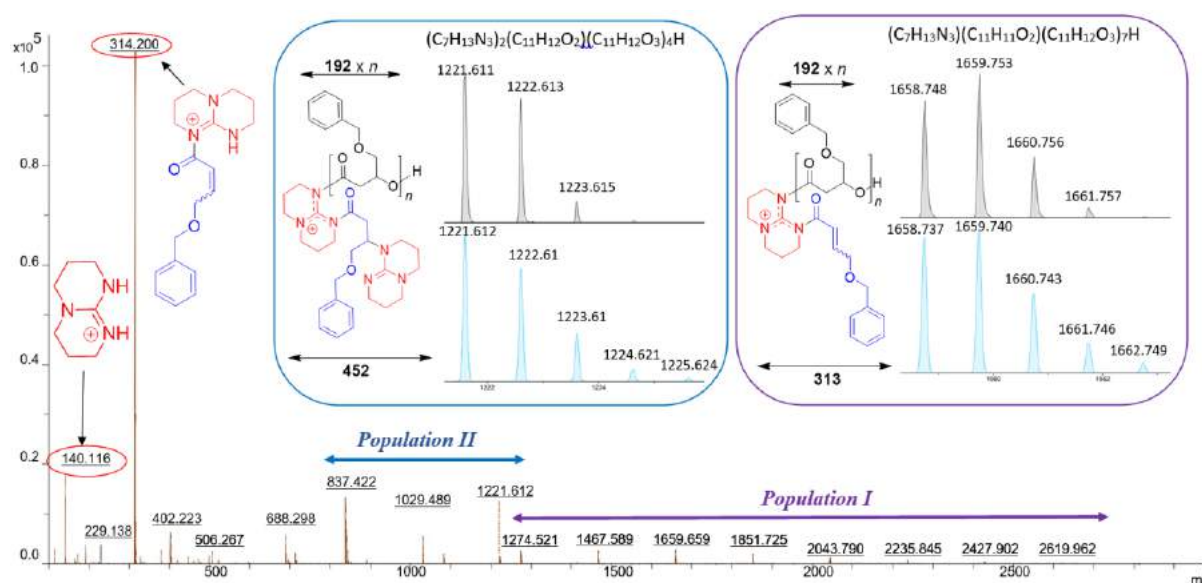 314.200
x10⁵
1.0
0.8
0.6
0.4
0.2
0.0
N
N
N
H
O
O
NH
N
NH
140.116
229.138
402.223
506.267
688.298
837.422
1029.489
1221.612
1274.521
1467.589
1659.659
1851.725
2043.790
2235.845
2427.902
2619.962
500
1000
1500
2000
2500
m
Population II
Population I
(C₇H₁₃N₃)₂(C₁₁H₁₂O₂)(C₁₁H₁₂O₃)₄H
192 x n
O
O
O
H
n
N
N
N
O
N
O
N
N
452
1221.611
1222.613
1223.615
1221.612
1222.61
1223.61
1224.621
1225.624
1222
1224
(C₇H₁₃N₃)(C₁₁H₁₁O₂)(C₁₁H₁₂O₃)₇H
192 x n
O
O
O
H
n
N
N
N
O
O
313
1658.748
1659.753
1660.756
1661.757
1658.737
1659.740
1660.743
1661.746
1662.749
1660
1662